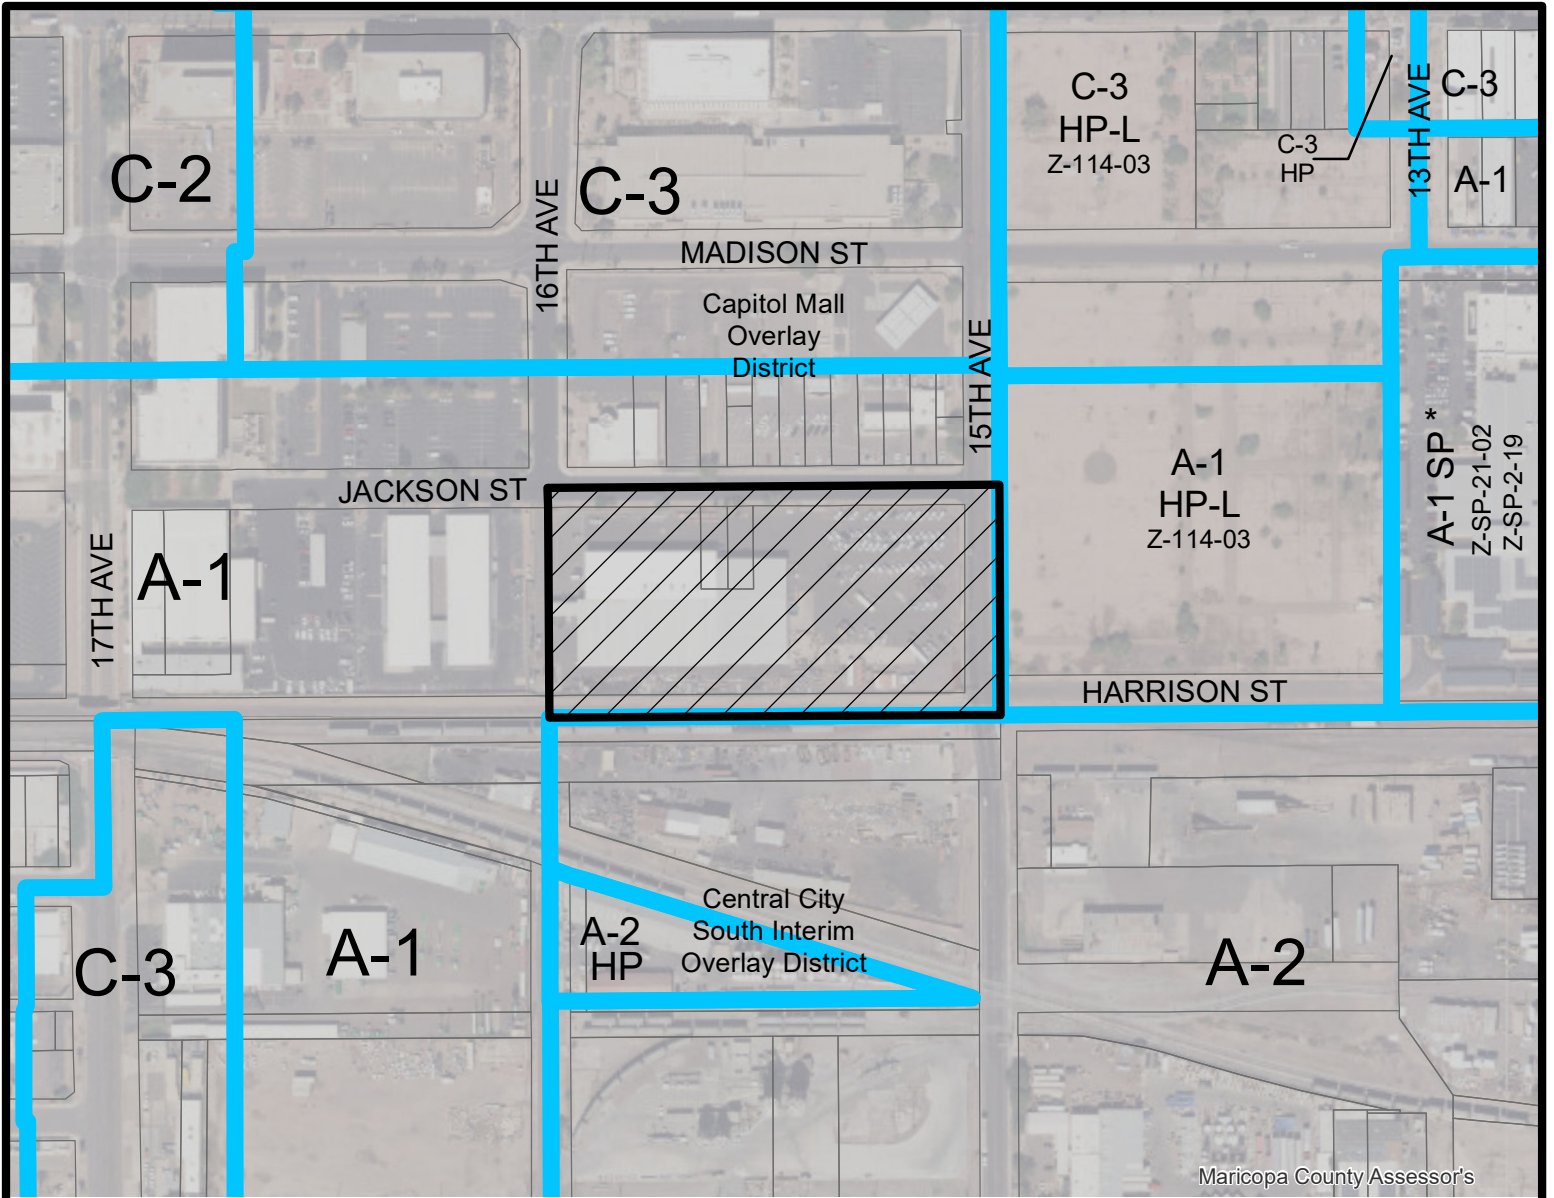 C-2
C-3
C-3
HP-L
Z-114-03
C-3
HP
13TH AVE
C-3
A-1
16TH AVE
MADISON ST
Capitol Mall
Overlay
District
15TH AVE
JACKSON ST
17TH AVE
A-1
A-1
HP-L
Z-114-03
A-1 SP *
Z-SP-21-02
Z-SP-2-19
HARRISON ST
C-3
A-1
A-2
HP
Central City
South Interim
Overlay District
A-2
Maricopa County Assessor's